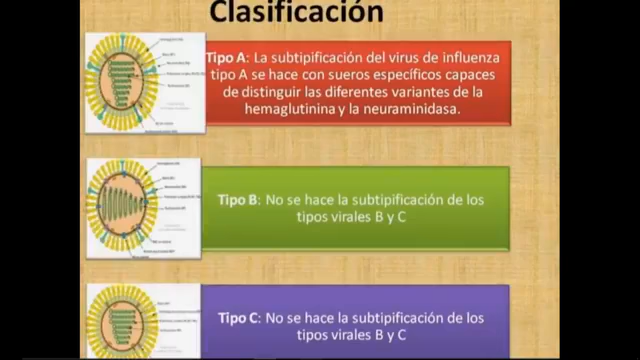 Clasificación
Tipo A: La subtipificación del virus de influenza
tipo A se hace con sueros específicos capaces
de distinguir las diferentes variantes de la
hemaglutinina y la neuraminidasa.
Tipo B: No se hace la subtipificación de los
tipos virales B y C
Tipo C: No se hace la subtipificación de los
tipos virales B y C